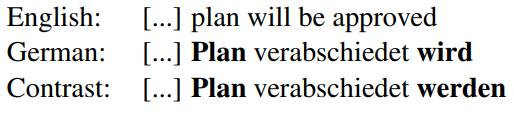 English: [...] plan will be approved
German: [...] Plan verabschiedet wird
Contrast: [...] Plan verabschiedet werden